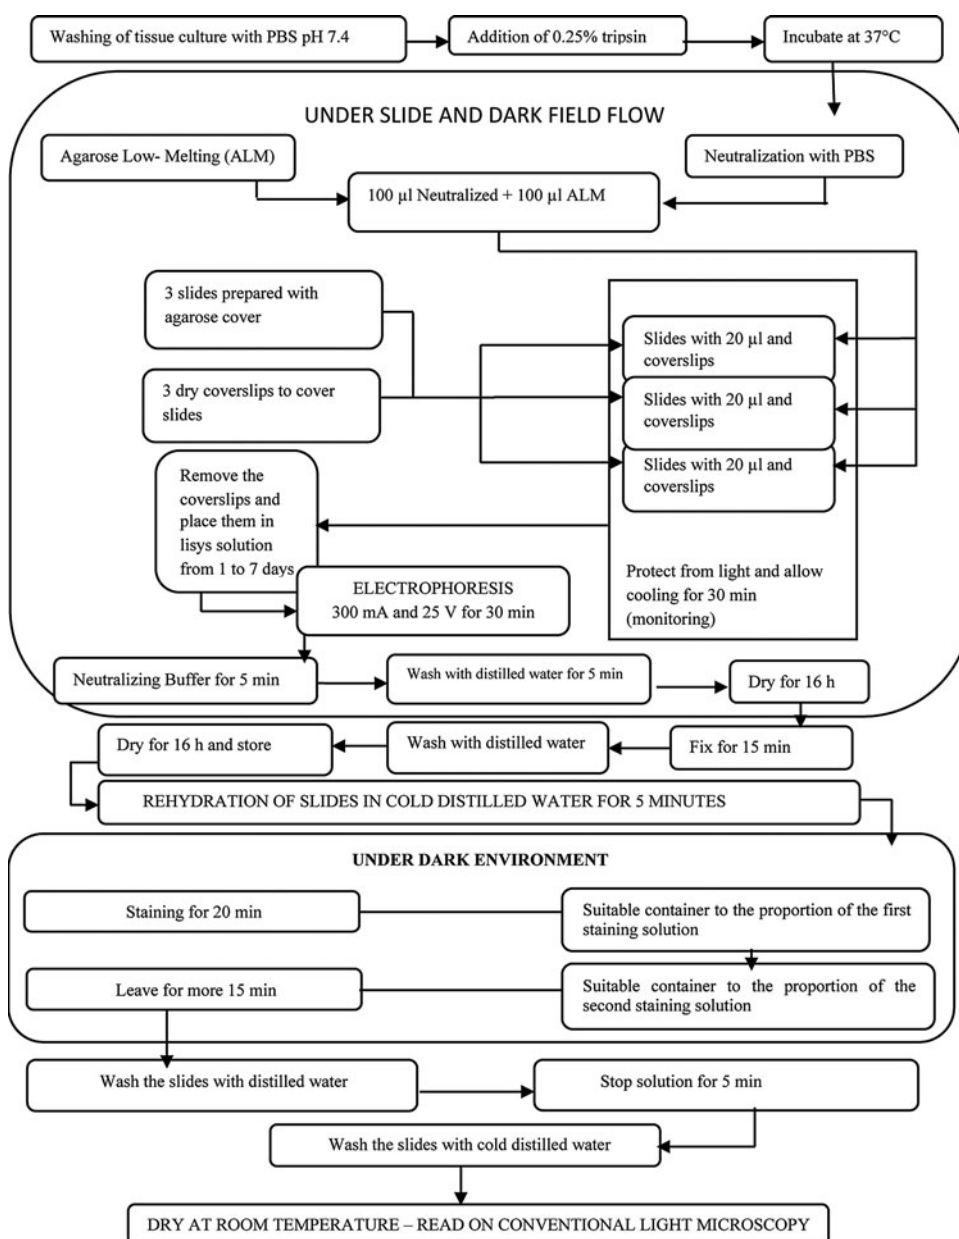 Washing of tissue culture with PBS pH 7.4
Addition of 0.25% tripsin
Incubate at 37°C
UNDER SLIDE AND DARK FIELD FLOW
Agarose Low- Melting (ALM)
Neutralization with PBS
100 µl Neutralized + 100 µl ALM
3 slides prepared with
agarose cover
3 dry coverslips to cover
slides
Slides with 20 µl and
coverslips
Slides with 20 µl and
coverslips
Slides with 20 µl and
coverslips
Protect from light and allow
cooling for 30 min
(monitoring)
Remove the
coverslips and
place them in
lisys solution
from 1 to 7 days
ELECTROPHORESIS
300 mA and 25 V for 30 min
Neutralizing Buffer for 5 min
Wash with distilled water for 5 min
Dry for 16 h
Fix for 15 min
Wash with distilled water
Dry for 16 h and store
REHYDRATION OF SLIDES IN COLD DISTILLED WATER FOR 5 MINUTES
UNDER DARK ENVIRONMENT
Staining for 20 min
Suitable container to the proportion of the first
staining solution
Leave for more 15 min
Suitable container to the proportion of the
second staining solution
Wash the slides with distilled water
Stop solution for 5 min
Wash the slides with cold distilled water
DRY AT ROOM TEMPERATURE – READ ON CONVENTIONAL LIGHT MICROSCOPY